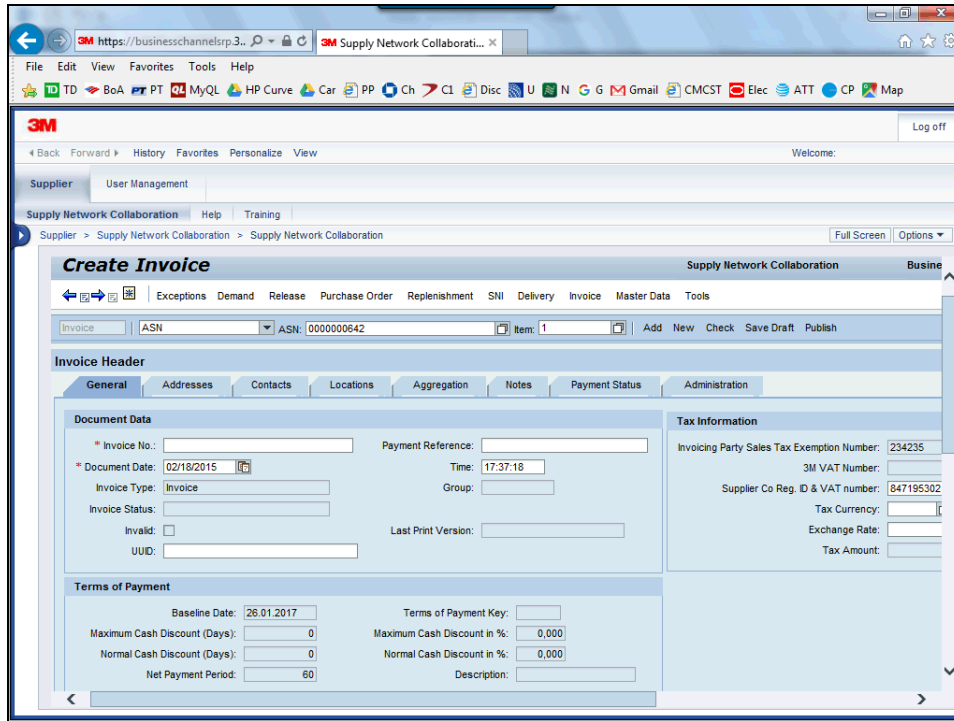 3M https://businesschannelsrp.3..
3M Supply Network Collaborati...
File Edit View Favorites Tools Help
TD TD BoA PT PT QL MyQL HP Curve Car PP Ch C1 Disc U N G G Gmail CMCST Elec ATT CP Map
3M
Log off
Back Forward History Favorites Personalize View
Welcome:
Supplier User Management
Supply Network Collaboration Help Training
Supplier > Supply Network Collaboration > Supply Network Collaboration
Full Screen Options
Create Invoice
Supply Network Collaboration
Busine
Exceptions Demand Release Purchase Order Replenishment SNI Delivery Invoice Master Data Tools
Invoice ASN ASN: 0000000642 Item: 1 Add New Check Save Draft Publish
Invoice Header
General Addresses Contacts Locations Aggregation Notes Payment Status Administration
Document Data
* Invoice No.:
Payment Reference:
* Document Date: 02/18/2015
Time: 17:37:18
Invoice Type: Invoice
Group:
Invoice Status:
Invalid:
Last Print Version:
UUID:
Tax Information
Invoicing Party Sales Tax Exemption Number: 234235
3M VAT Number:
Supplier Co Reg. ID & VAT number: 847195302
Tax Currency:
Exchange Rate:
Tax Amount:
Terms of Payment
Baseline Date: 26.01.2017
Terms of Payment Key:
Maximum Cash Discount (Days): 0
Maximum Cash Discount in %: 0,000
Normal Cash Discount (Days): 0
Normal Cash Discount in %: 0,000
Net Payment Period: 60
Description: